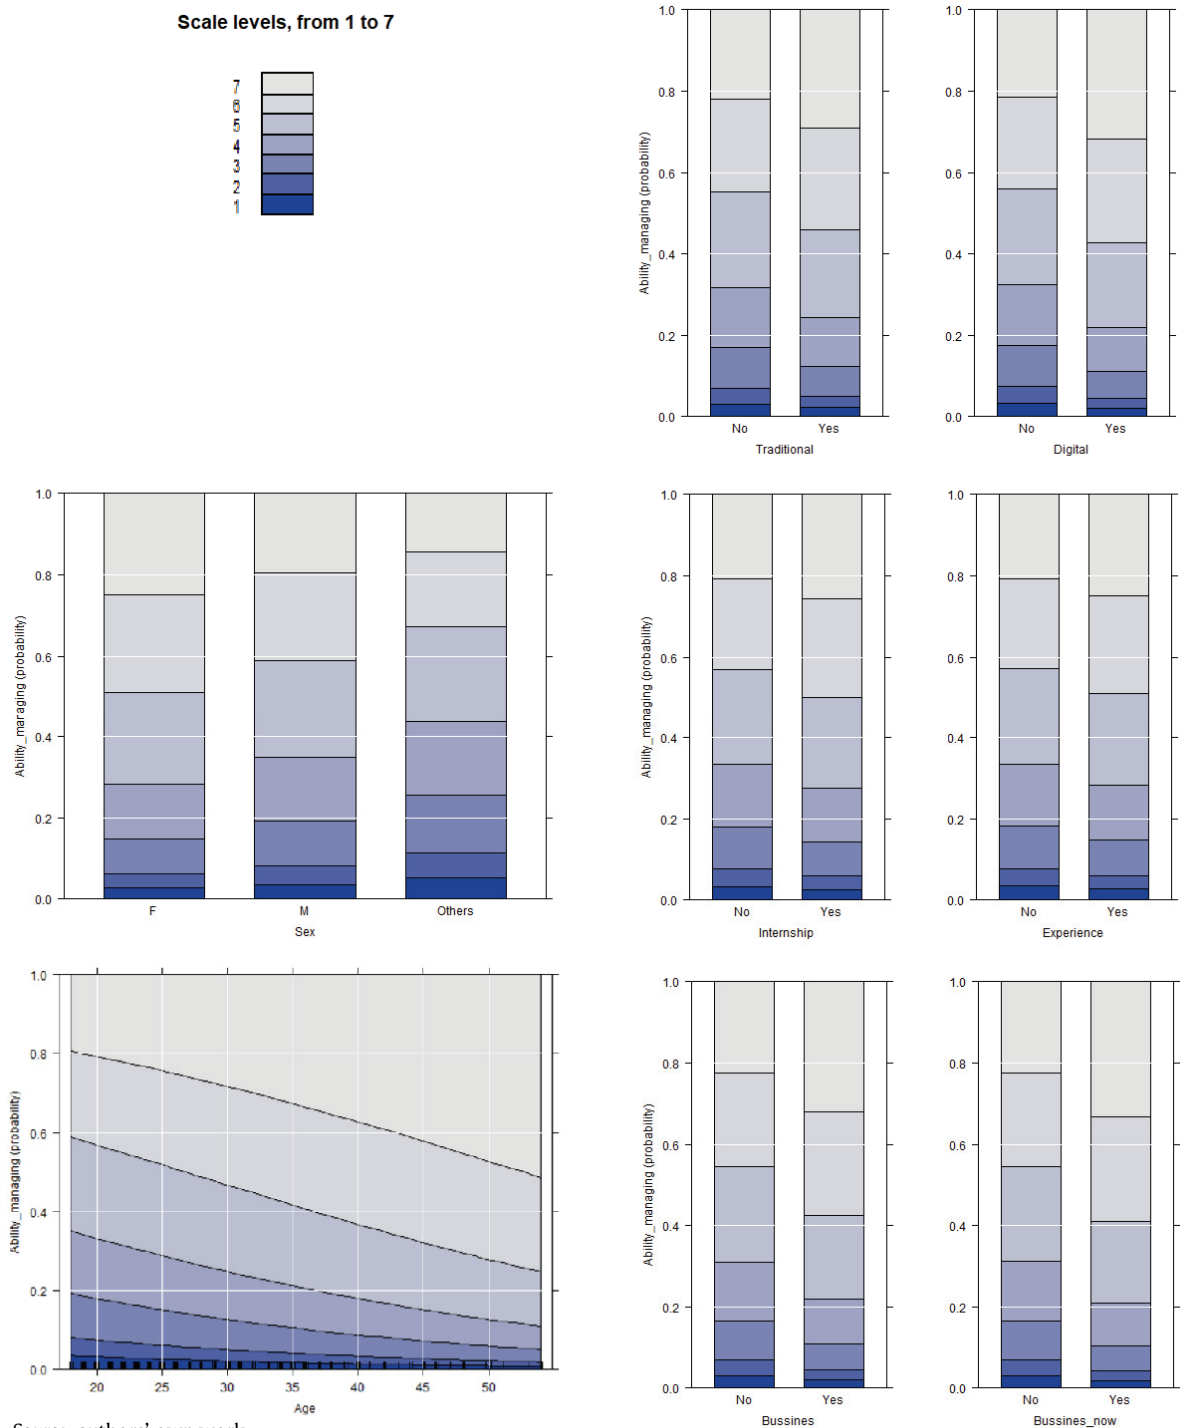 Scale levels, from 1 to 7
7
6
5
4
3
2
1
1.0
0.8
0.6
0.4
0.2
0.0
Ability_managing (probability)
No Yes
Traditional
1.0
0.8
0.6
0.4
0.2
0.0
No Yes
Digital
1.0
0.8
0.6
0.4
0.2
0.0
Ability_managing (probability)
F M Others
Sex
1.0
0.8
0.6
0.4
0.2
0.0
Ability_managing (probability)
No Yes
Internship
1.0
0.8
0.6
0.4
0.2
0.0
No Yes
Experience
1.0
0.8
0.6
0.4
0.2
0.0
Ability_managing (probability)
20 25 30 35 40 45 50
Age
1.0
0.8
0.6
0.4
0.2
0.0
Ability_managing (probability)
No Yes
Bussines
1.0
0.8
0.6
0.4
0.2
0.0
No Yes
Bussines_now